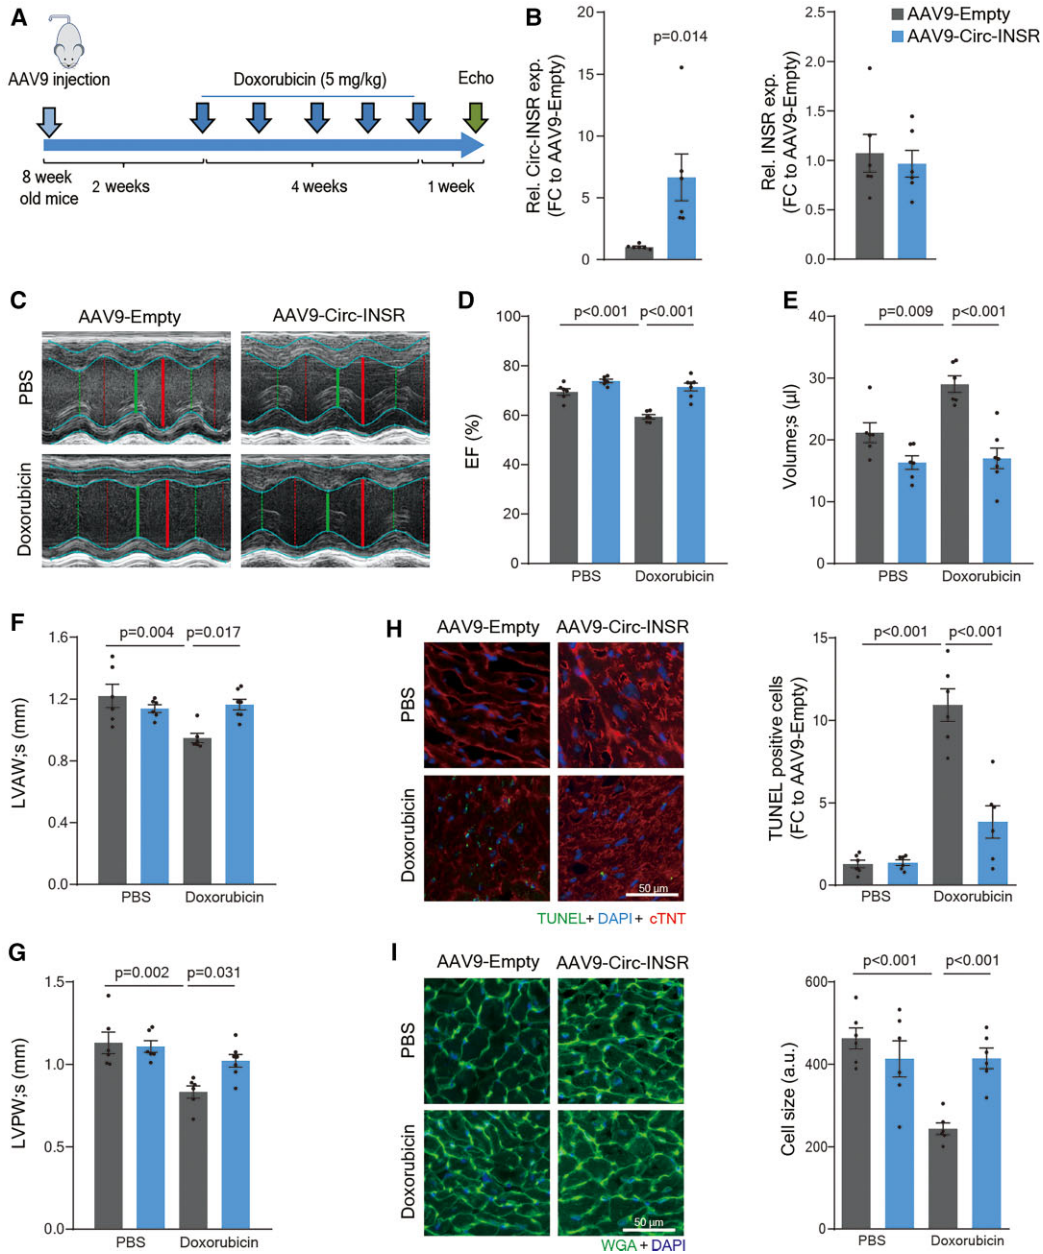 A
AAV9 injection
Doxorubicin (5 mg/kg)
Echo
8 week
old mice
2 weeks
4 weeks
1 week
B
Rel. Circ-INSR exp.
(FC to AAV9-Empty)
20
15
10
5
0
p=0.014
Rel. INSR exp.
(FC to AAV9-Empty)
2.5
2.0
1.5
1.0
0.5
0.0
AAV9-Empty
AAV9-Circ-INSR
C
AAV9-Empty
AAV9-Circ-INSR
PBS
Doxorubicin
D
EF (%)
100
80
60
40
20
0
p<0.001
p<0.001
PBS
Doxorubicin
E
Volume;s (µl)
40
30
20
10
0
p=0.009
p<0.001
PBS
Doxorubicin
F
LVAW;s (mm)
1.6
1.2
0.8
0.4
0.0
p=0.004
p=0.017
PBS
Doxorubicin
H
AAV9-Empty
AAV9-Circ-INSR
PBS
Doxorubicin
50 µm
TUNEL+ DAPI + cTNT
TUNEL positive cells
(FC to AAV9-Empty)
15
10
5
0
p<0.001
p<0.001
PBS
Doxorubicin
G
LVPW;s (mm)
1.5
1.0
0.5
0.0
p=0.002
p=0.031
PBS
Doxorubicin
I
AAV9-Empty
AAV9-Circ-INSR
PBS
Doxorubicin
50 µm
WGA + DAPI
Cell size (a.u.)
600
400
200
0
p<0.001
p<0.001
PBS
Doxorubicin